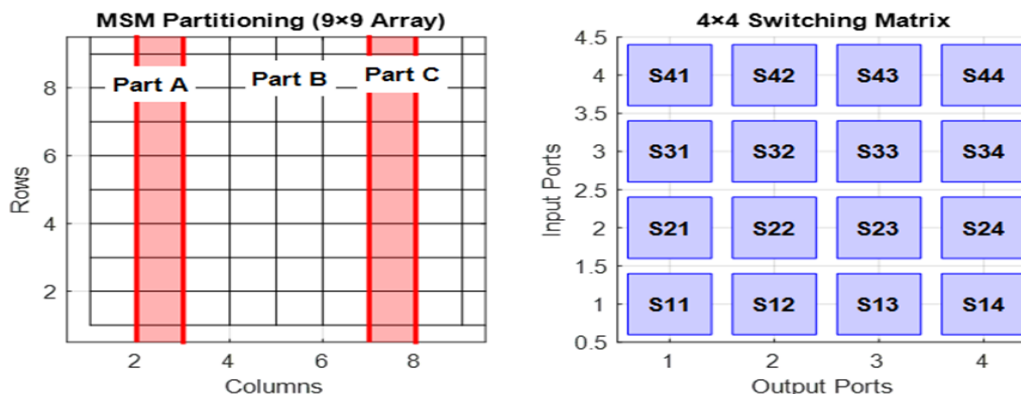 MSM Partitioning (9×9 Array)
Part A
Part B
Part C
8
6
4
2
Rows
2
4
6
8
Columns
4×4 Switching Matrix
4.5
4
3.5
3
2.5
2
1.5
1
0.5
Input Ports
S41 S42 S43 S44
S31 S32 S33 S34
S21 S22 S23 S24
S11 S12 S13 S14
1
2
3
4
Output Ports